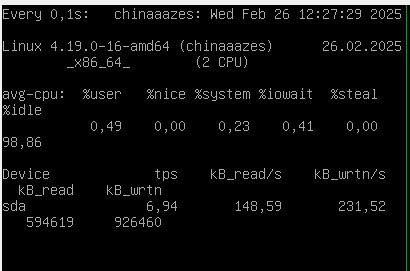 Every 0,1s:   chinaaazes: Wed Feb 26 12:27:29 2025
Linux 4.19.0-16-amd64 (chinaaazes)      26.02.2025
_x86_64_        (2 CPU)
avg-cpu:  %user   %nice %system %iowait  %steal
%idle
0,49    0,00    0,23    0,41    0,00
98,86
Device             tps    kB_read/s    kB_wrtn/s
kB_read    kB_wrtn
sda               6,94       148,59       231,52
594619     926460